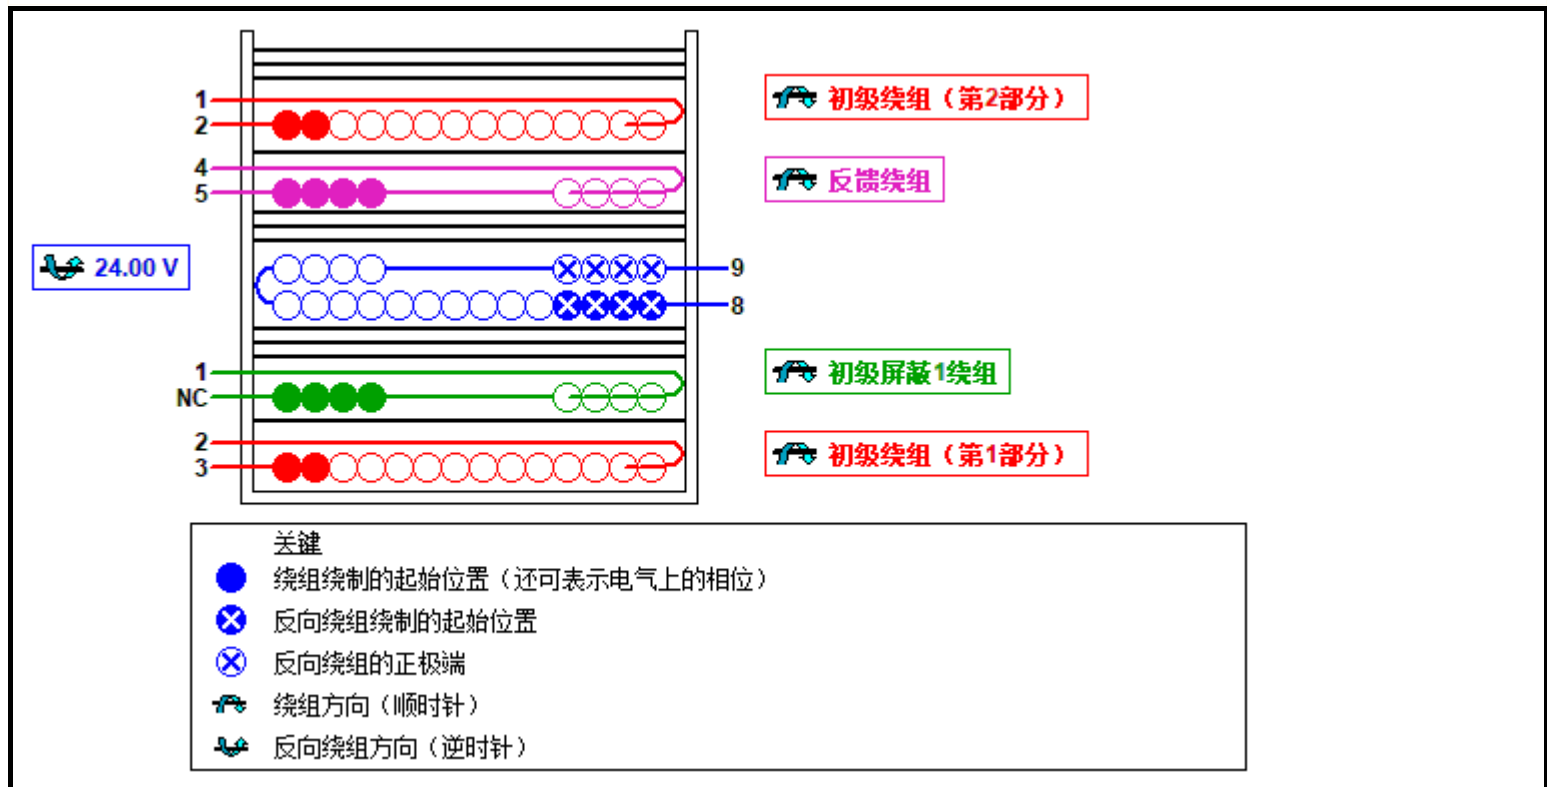 1
初级绕组（第2部分）
2
4
反馈绕组
5
24.00 V
9
8
1
初级屏蔽1绕组
NC
2
初级绕组（第1部分）
3
关键
绕组绕制的起始位置（还可表示电气上的相位）
反向绕组绕制的起始位置
反向绕组的正极端
绕组方向（顺时针）
反向绕组方向（逆时针）